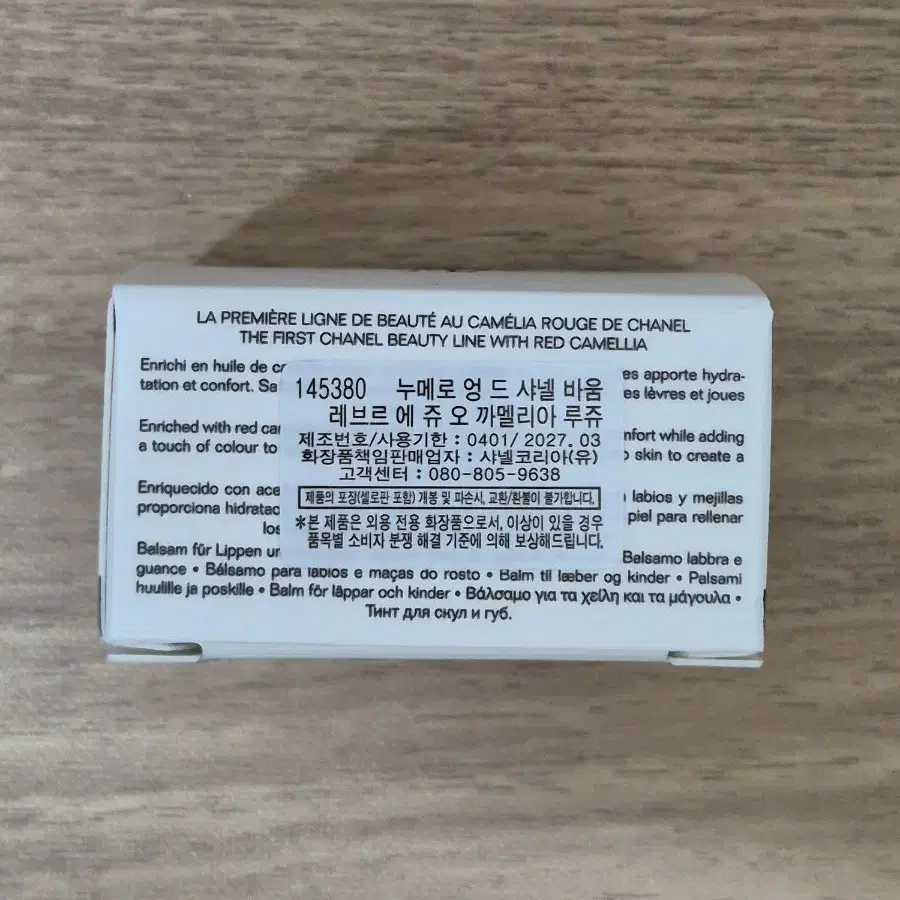 LA PREMIÈRE LIGNE DE BEAUTÉ AU CAMÉLIA ROUGE DE CHANEL
THE FIRST CHANEL BEAUTY LINE WITH RED CAMELLIA
Enrichi en huile de
apporte hydra-
tation et confort.
lèvres et joues
Enriched with red
while adding
a touch of colour to
skin to create a
Enriquecido con
labios y mejillas
proporciona
piel para rellenar
145380 누메로 엉 드 샤넬 바움
레브르 에 쥬 오 까멜리아 루쥬
제조번호/사용기한 : 0401/ 2027. 03
화장품책임판매업자 : 샤넬코리아(유)
고객센터 : 080-805-9638
제품의 포장(셀로판 포함) 개봉 및 파손시, 교환/환불이 불가합니다.
*본 제품은 외용 전용 화장품으로서, 이상이 있을 경우
품목별 소비자 분쟁 해결 기준에 의해 보상해드립니다.
Balsam für Lippen
Balsamo labbra e
guance • Bálsamo para lábios e maças do rosto • Balm til læber og kinder • Palsami
huulille ja poskille • Balm för läppar och kinder • Βάλσαμο για τα χείλη και τα μάγουλα •
Тинт для скул и губ.